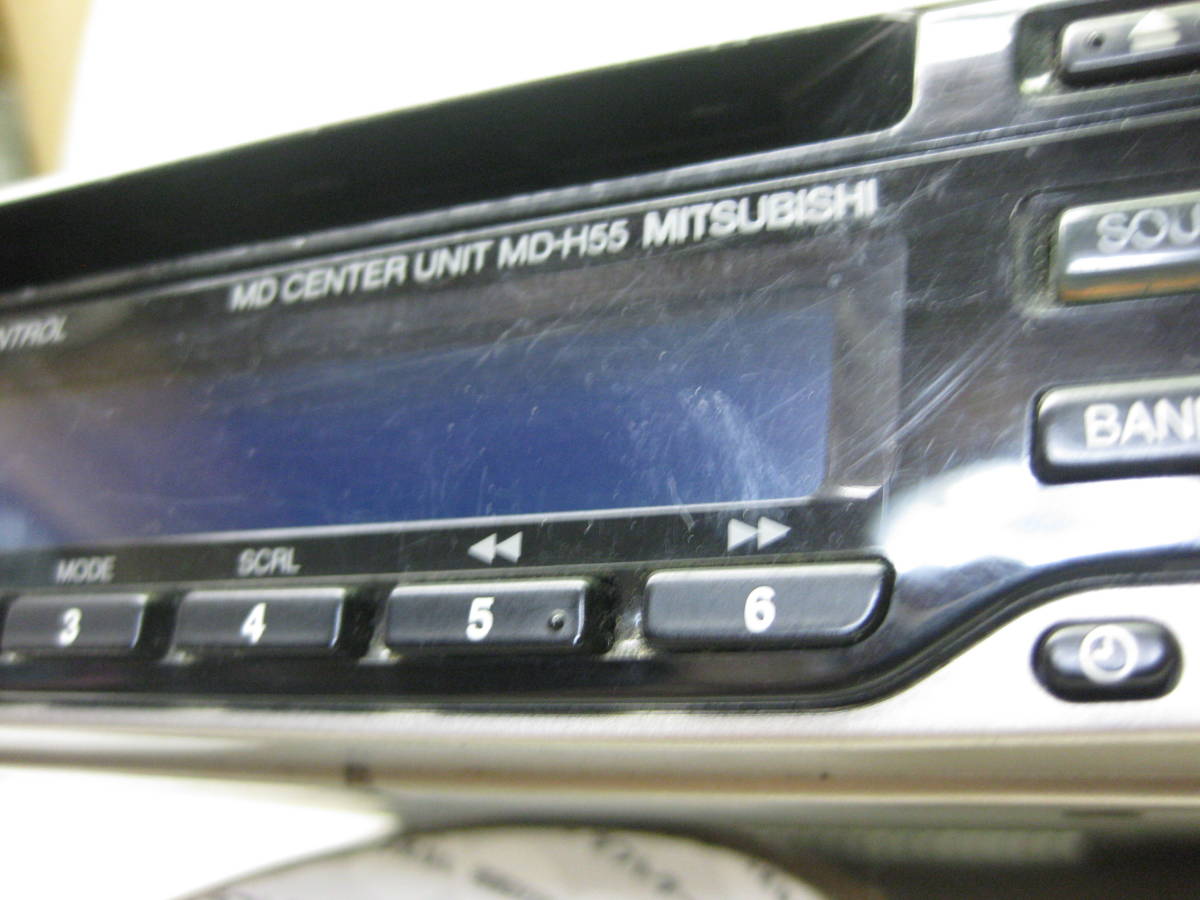 MD CENTER UNIT MD-H55 MITSUBISHI
NTROL
SOU
BAN
MODE
SCRL
3
4
5
6